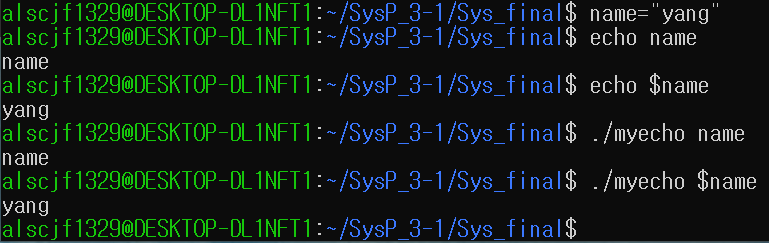 alscjf1329@DESKTOP-DL1NFT1:~/SysP_3-1/Sys_final$ name="yang"
alscjf1329@DESKTOP-DL1NFT1:~/SysP_3-1/Sys_final$ echo name
name
alscjf1329@DESKTOP-DL1NFT1:~/SysP_3-1/Sys_final$ echo $name
yang
alscjf1329@DESKTOP-DL1NFT1:~/SysP_3-1/Sys_final$ ./myecho name
name
alscjf1329@DESKTOP-DL1NFT1:~/SysP_3-1/Sys_final$ ./myecho $name
yang
alscjf1329@DESKTOP-DL1NFT1:~/SysP_3-1/Sys_final$